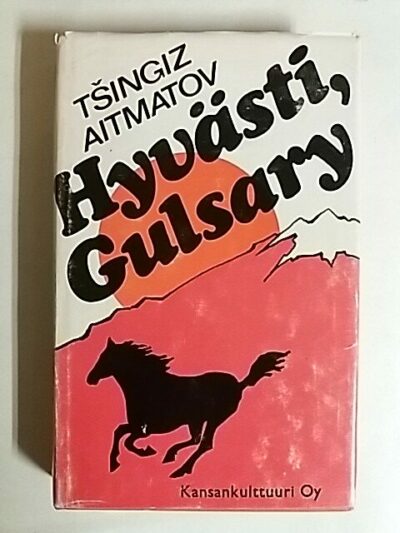 TŠINGIZ
AITMATOV
Hyvästi,
Gulsary
Kansankulttuuri Oy